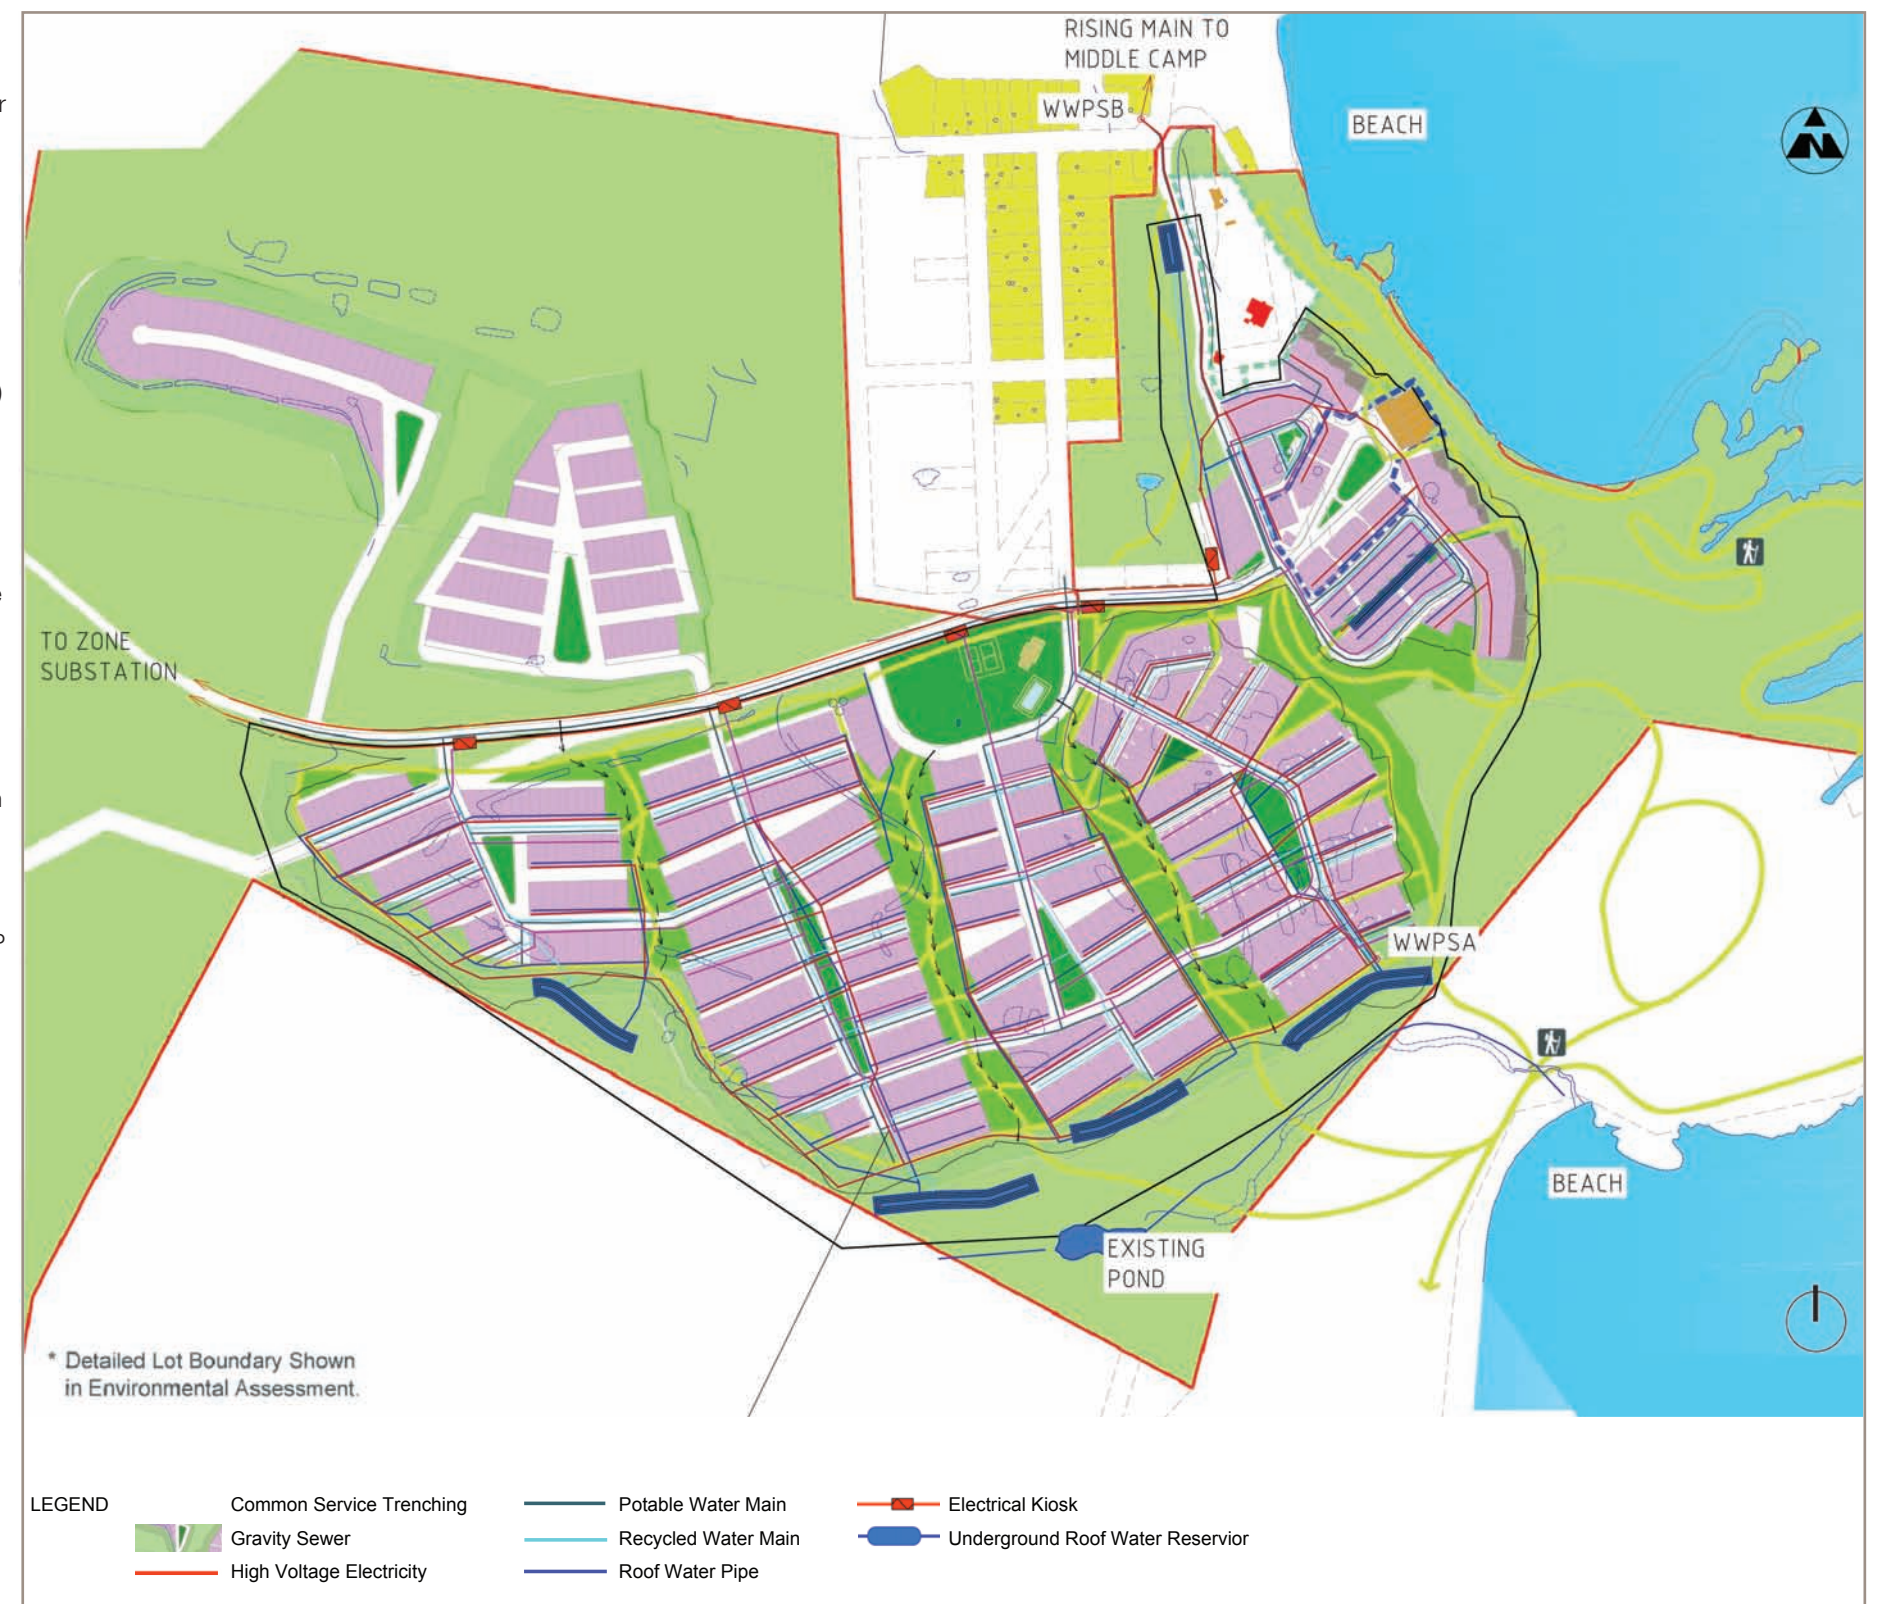 RISING MAIN TO
MIDDLE CAMP
WWPSB
BEACH
N
TO ZONE
SUBSTATION
WWPSA
BEACH
EXISTING
POND
* Detailed Lot Boundary Shown
in Environmental Assessment.
LEGEND
Common Service Trenching
Gravity Sewer
High Voltage Electricity
Potable Water Main
Recycled Water Main
Roof Water Pipe
Electrical Kiosk
Underground Roof Water Reservior